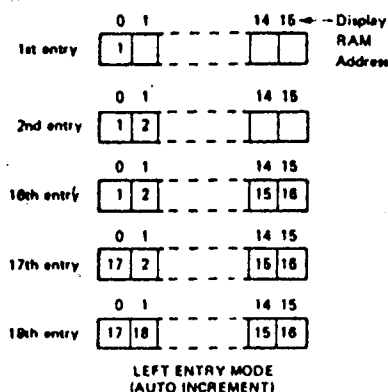 0 1 14 15 Display
1st entry 1 RAM
Address
0 1 14 15
2nd entry 1 2
0 1 14 15
16th entry 1 2 15 16
0 1 14 15
17th entry 17 2 15 16
0 1 14 15
18th entry 17 18 15 16
LEFT ENTRY MODE
(AUTO INCREMENT)